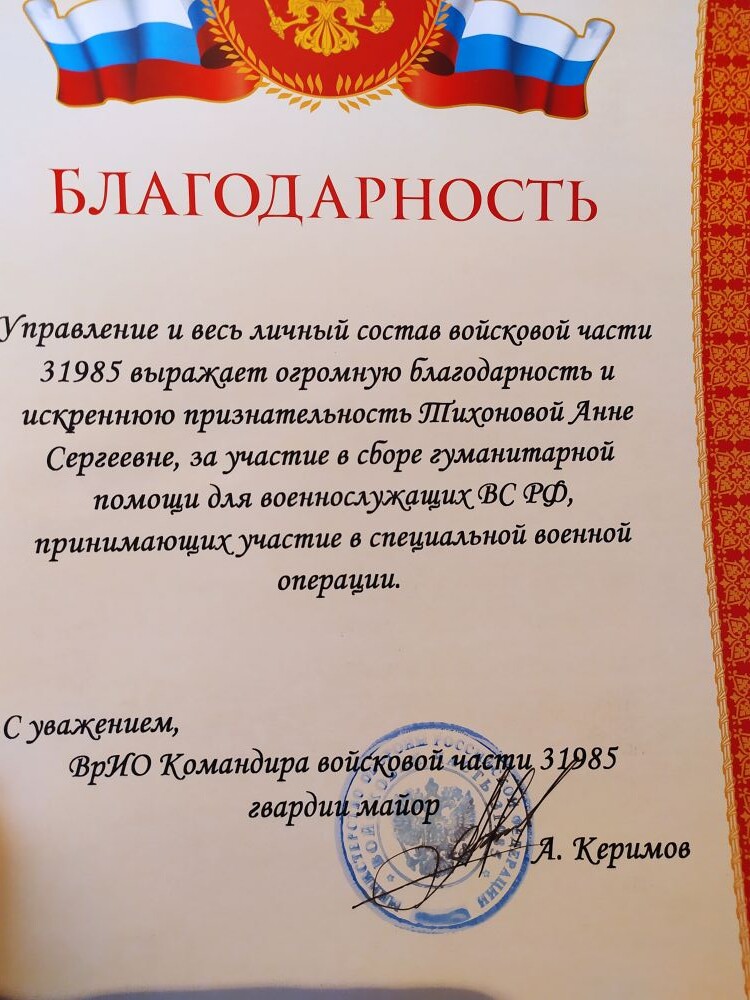 БЛАГОДАРНОСТЬ
Управление и весь личный состав войсковой части
31985 выражает огромную благодарность и
искреннюю признательность Тихоновой Анне
Сергеевне, за участие в сборе гуманитарной
помощи для военнослужащих ВС РФ,
принимающих участие в специальной военной
операции.
С уважением,
ВрИО Командира войсковой части 31985
гвардии майор
А. Керимов